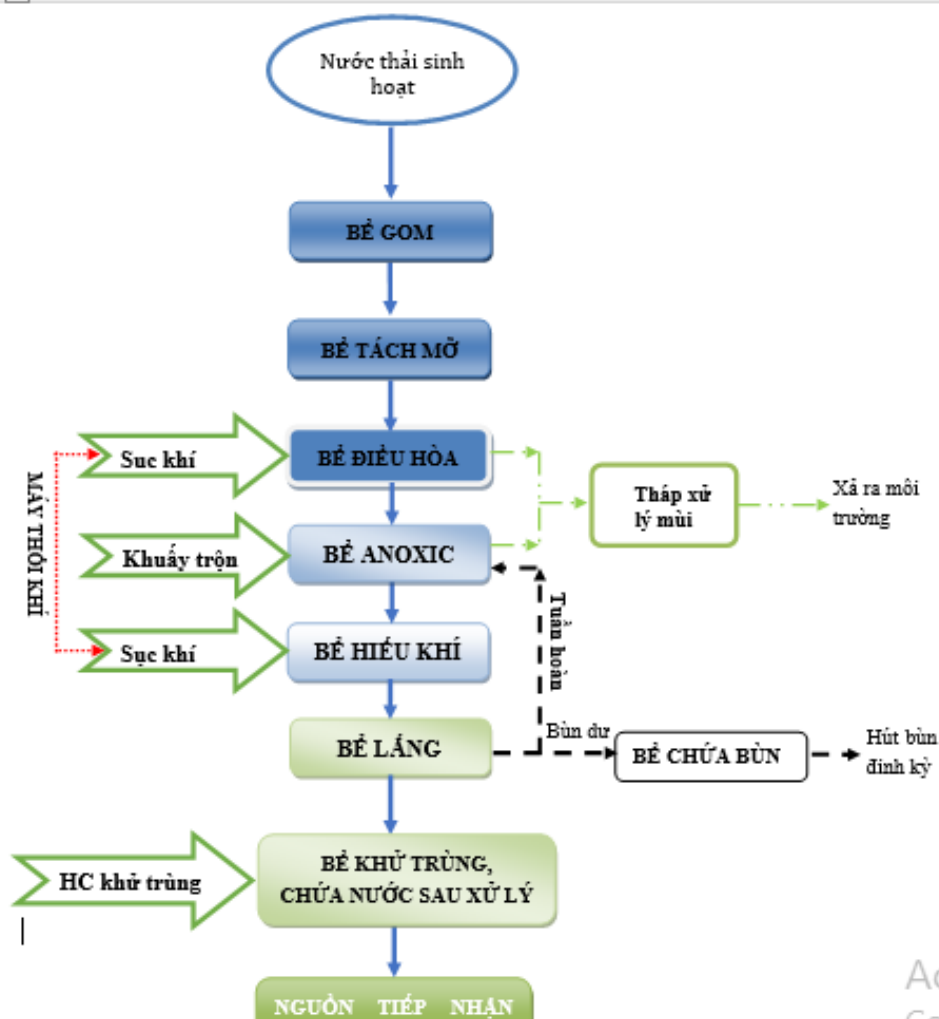 Nước thải sinh
hoạt
BỂ GOM
BỂ TÁCH MỠ
Suc khí
BỂ ĐIỀU HÒA
Tháp xử
lý mùi
Xả ra môi
trường
MÁY THỔI KHÍ
Khuấy trộn
BỂ ANOXIC
Tuần hoàn
Sục khí
BỂ HIẾU KHÍ
BỂ LẮNG
Bùn dư
BỂ CHỨA BÙN
Hút bùn
đinh kỳ
HC khử trùng
BỂ KHỬ TRÙNG,
CHỨA NƯỚC SAU XỬ LÝ
NGUỒN TIẾP NHẬN